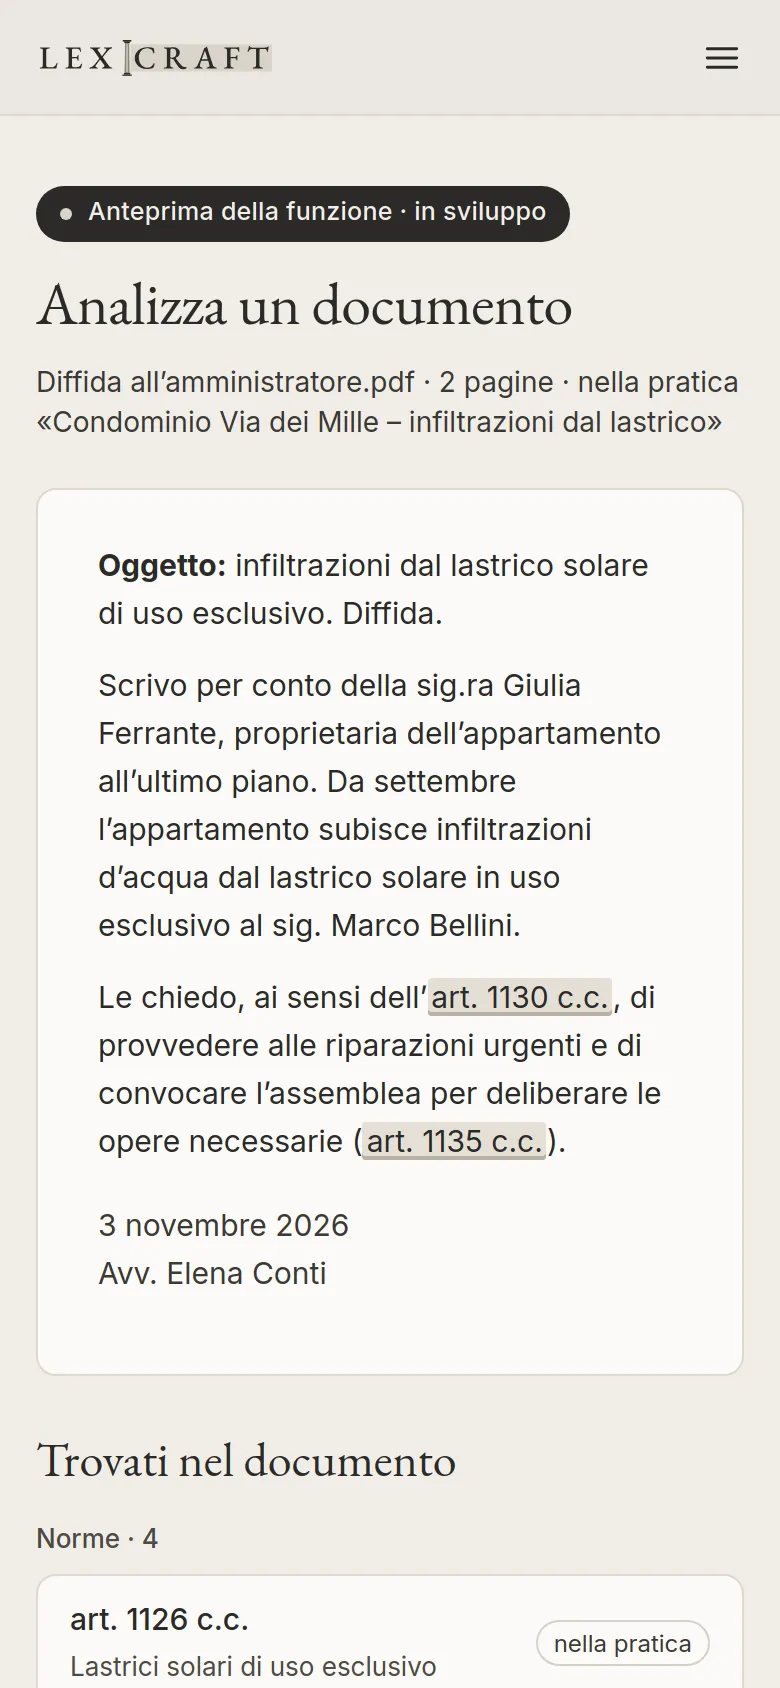 LEXCRAFT
Anteprima della funzione · in sviluppo
Analizza un documento
Diffida all’amministratore.pdf · 2 pagine · nella pratica
«Condominio Via dei Mille – infiltrazioni dal lastrico»
Oggetto: infiltrazioni dal lastrico solare
di uso esclusivo. Diffida.
Scrivo per conto della sig.ra Giulia
Ferrante, proprietaria dell’appartamento
all’ultimo piano. Da settembre
l’appartamento subisce infiltrazioni
d’acqua dal lastrico solare in uso
esclusivo al sig. Marco Bellini.
Le chiedo, ai sensi dell’art. 1130 c.c., di
provvedere alle riparazioni urgenti e di
convocare l’assemblea per deliberare le
opere necessarie (art. 1135 c.c.).
3 novembre 2026
Avv. Elena Conti
Trovati nel documento
Norme · 4
art. 1126 c.c.
nella pratica
Lastrici solari di uso esclusivo